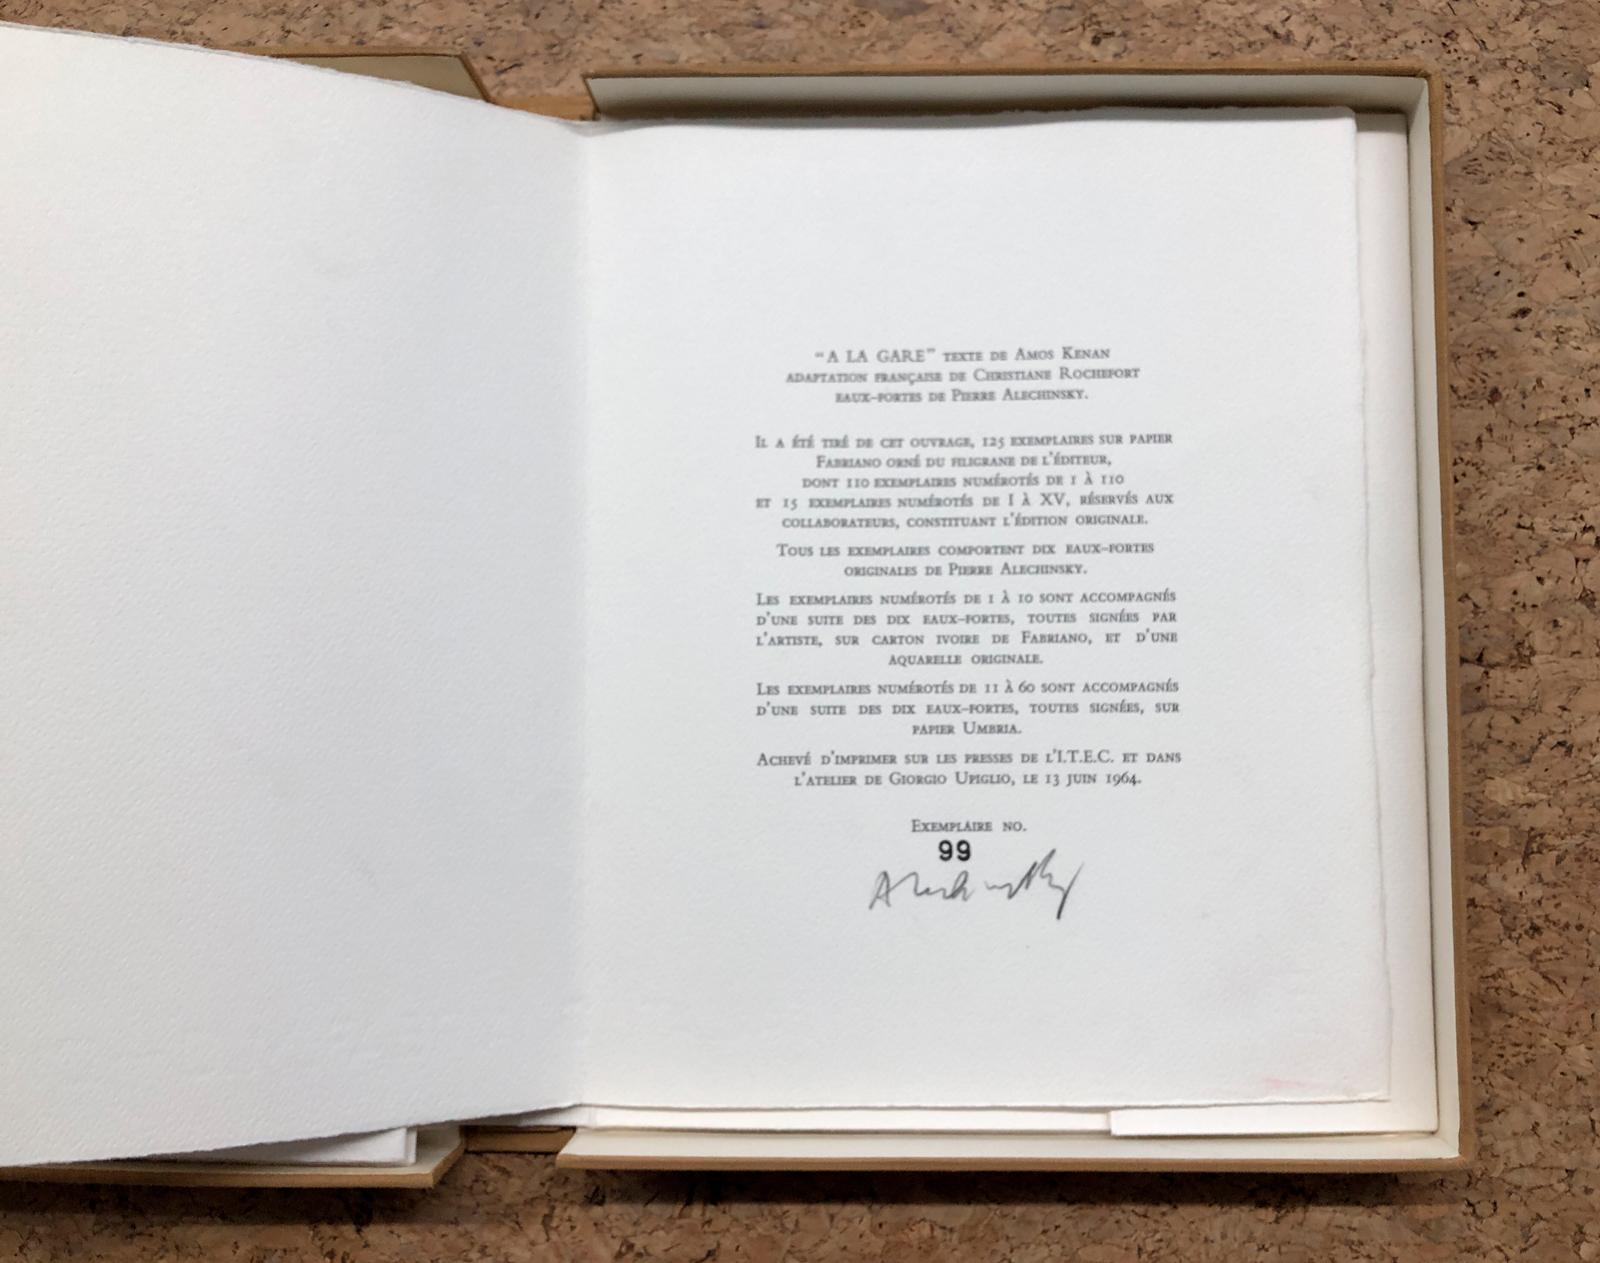 “A LA GARE” TEXTE DE AMOS KENAN
ADAPTATION FRANÇAISE DE CHRISTIANE ROCHEFORT
EAUX–FORTES DE PIERRE ALECHINSKY.
IL A ÉTÉ TIRÉ DE CET OUVRAGE, 125 EXEMPLAIRES SUR PAPIER
FABRIANO ORNÉ DU FILIGRANE DE L’ÉDITEUR,
DONT 110 EXEMPLAIRES NUMÉROTÉS DE 1 À 110
ET 15 EXEMPLAIRES NUMÉROTÉS DE I À XV, RÉSERVÉS AUX
COLLABORATEURS, CONSTITUANT L’ÉDITION ORIGINALE.
TOUS LES EXEMPLAIRES COMPORTENT DIX EAUX–FORTES
ORIGINALES DE PIERRE ALECHINSKY.
LES EXEMPLAIRES NUMÉROTÉS DE 1 À 10 SONT ACCOMPAGNÉS
D’UNE SUITE DES DIX EAUX–FORTES, TOUTES SIGNÉES PAR
L’ARTISTE, SUR CARTON IVOIRE DE FABRIANO, ET D’UNE
AQUARELLE ORIGINALE.
LES EXEMPLAIRES NUMÉROTÉS DE 11 À 60 SONT ACCOMPAGNÉS
D’UNE SUITE DES DIX EAUX–FORTES, TOUTES SIGNÉES, SUR
PAPIER UMBRIA.
ACHEVÉ D’IMPRIMER SUR LES PRESSES DE L’I.T.E.C. ET DANS
L’ATELIER DE GIORGIO UPIGLIO, LE 13 JUIN 1964.
EXEMPLAIRE NO.
99
Alechinsky